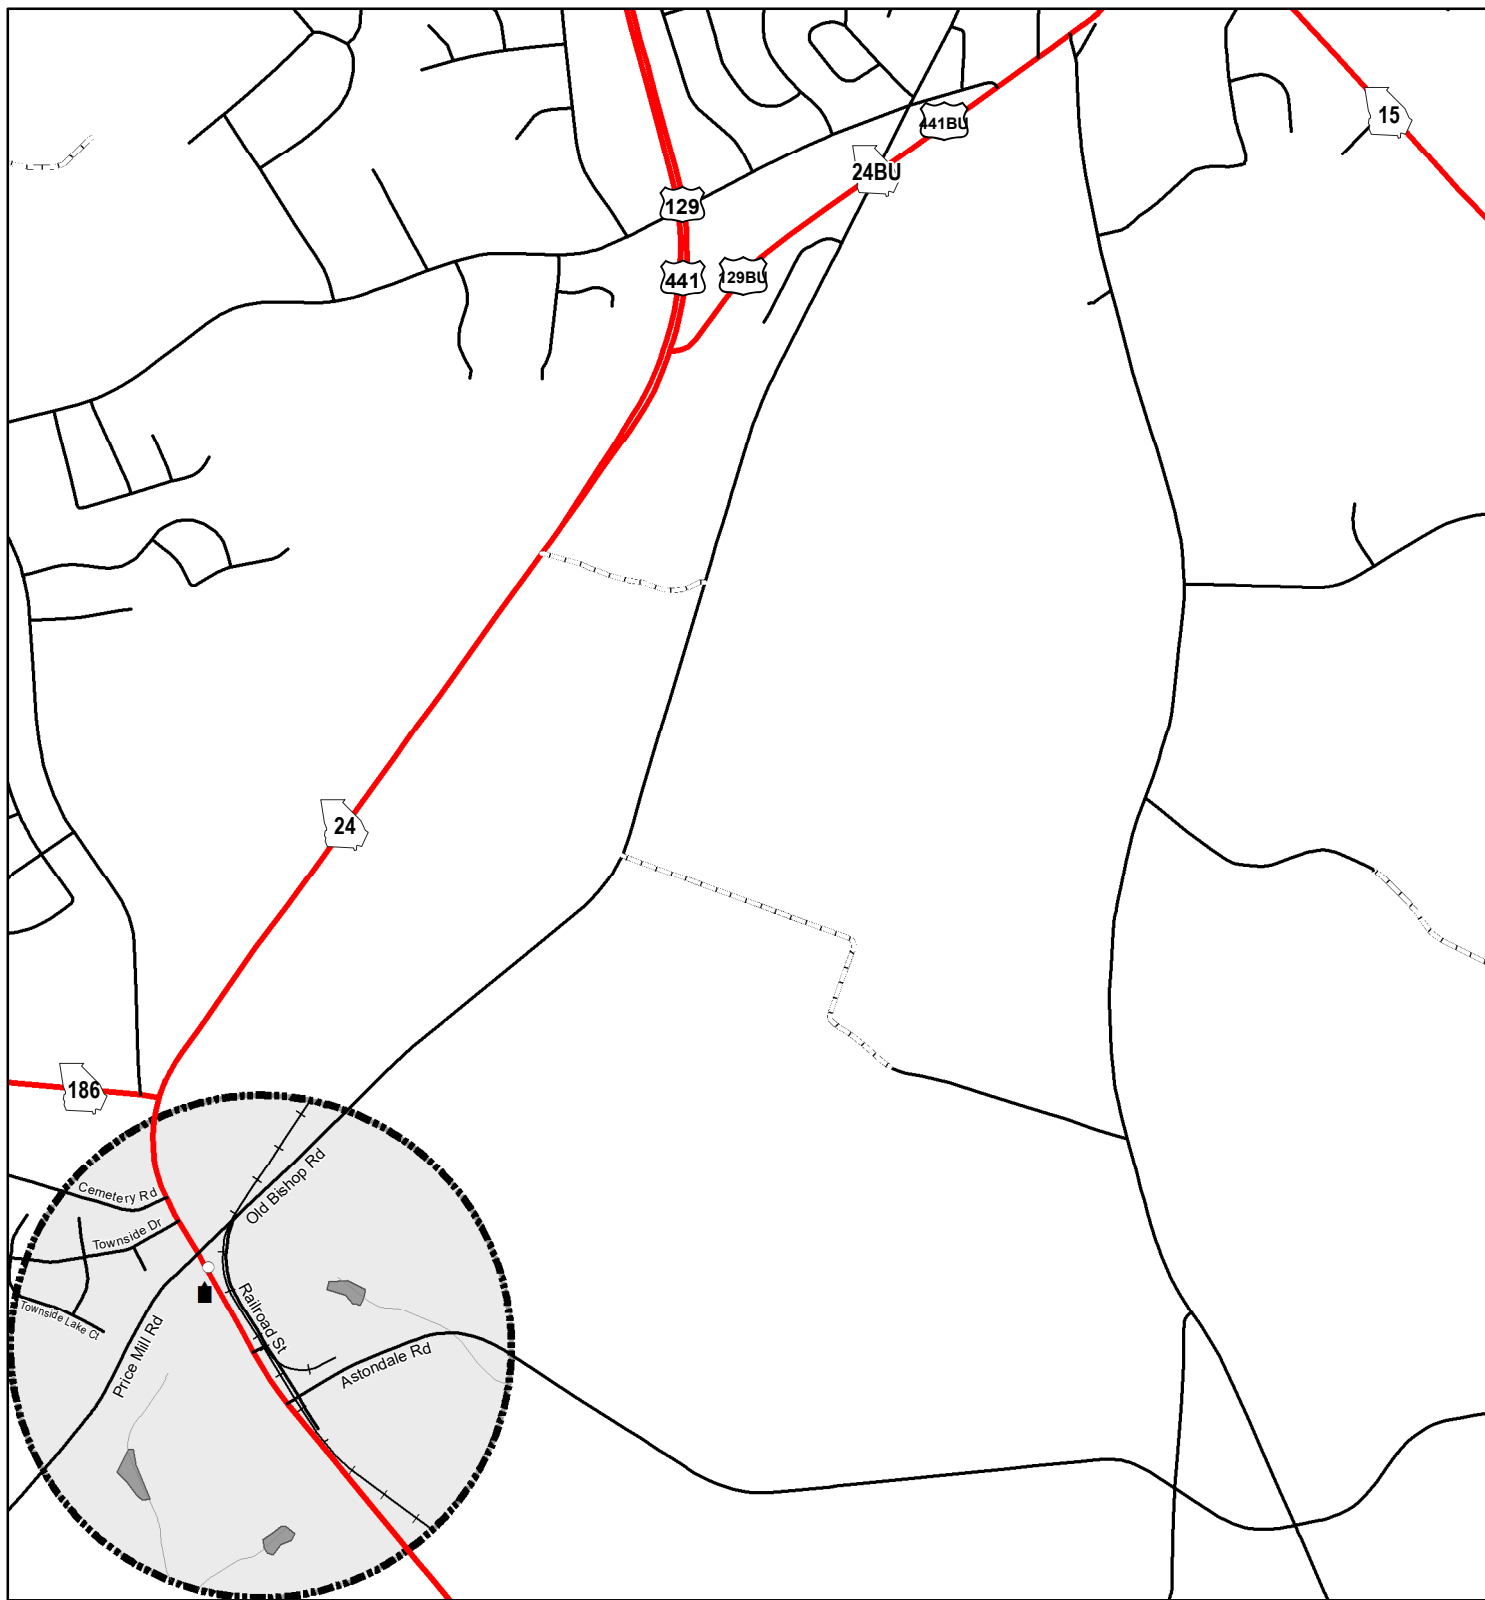 15
441BU
24BU
129
441
129BU
24
186
Cemetery Rd
Old Bishop Rd
Townside Dr
Railroad St
Townside Lake Ct
Price Mill Rd
Astondale Rd